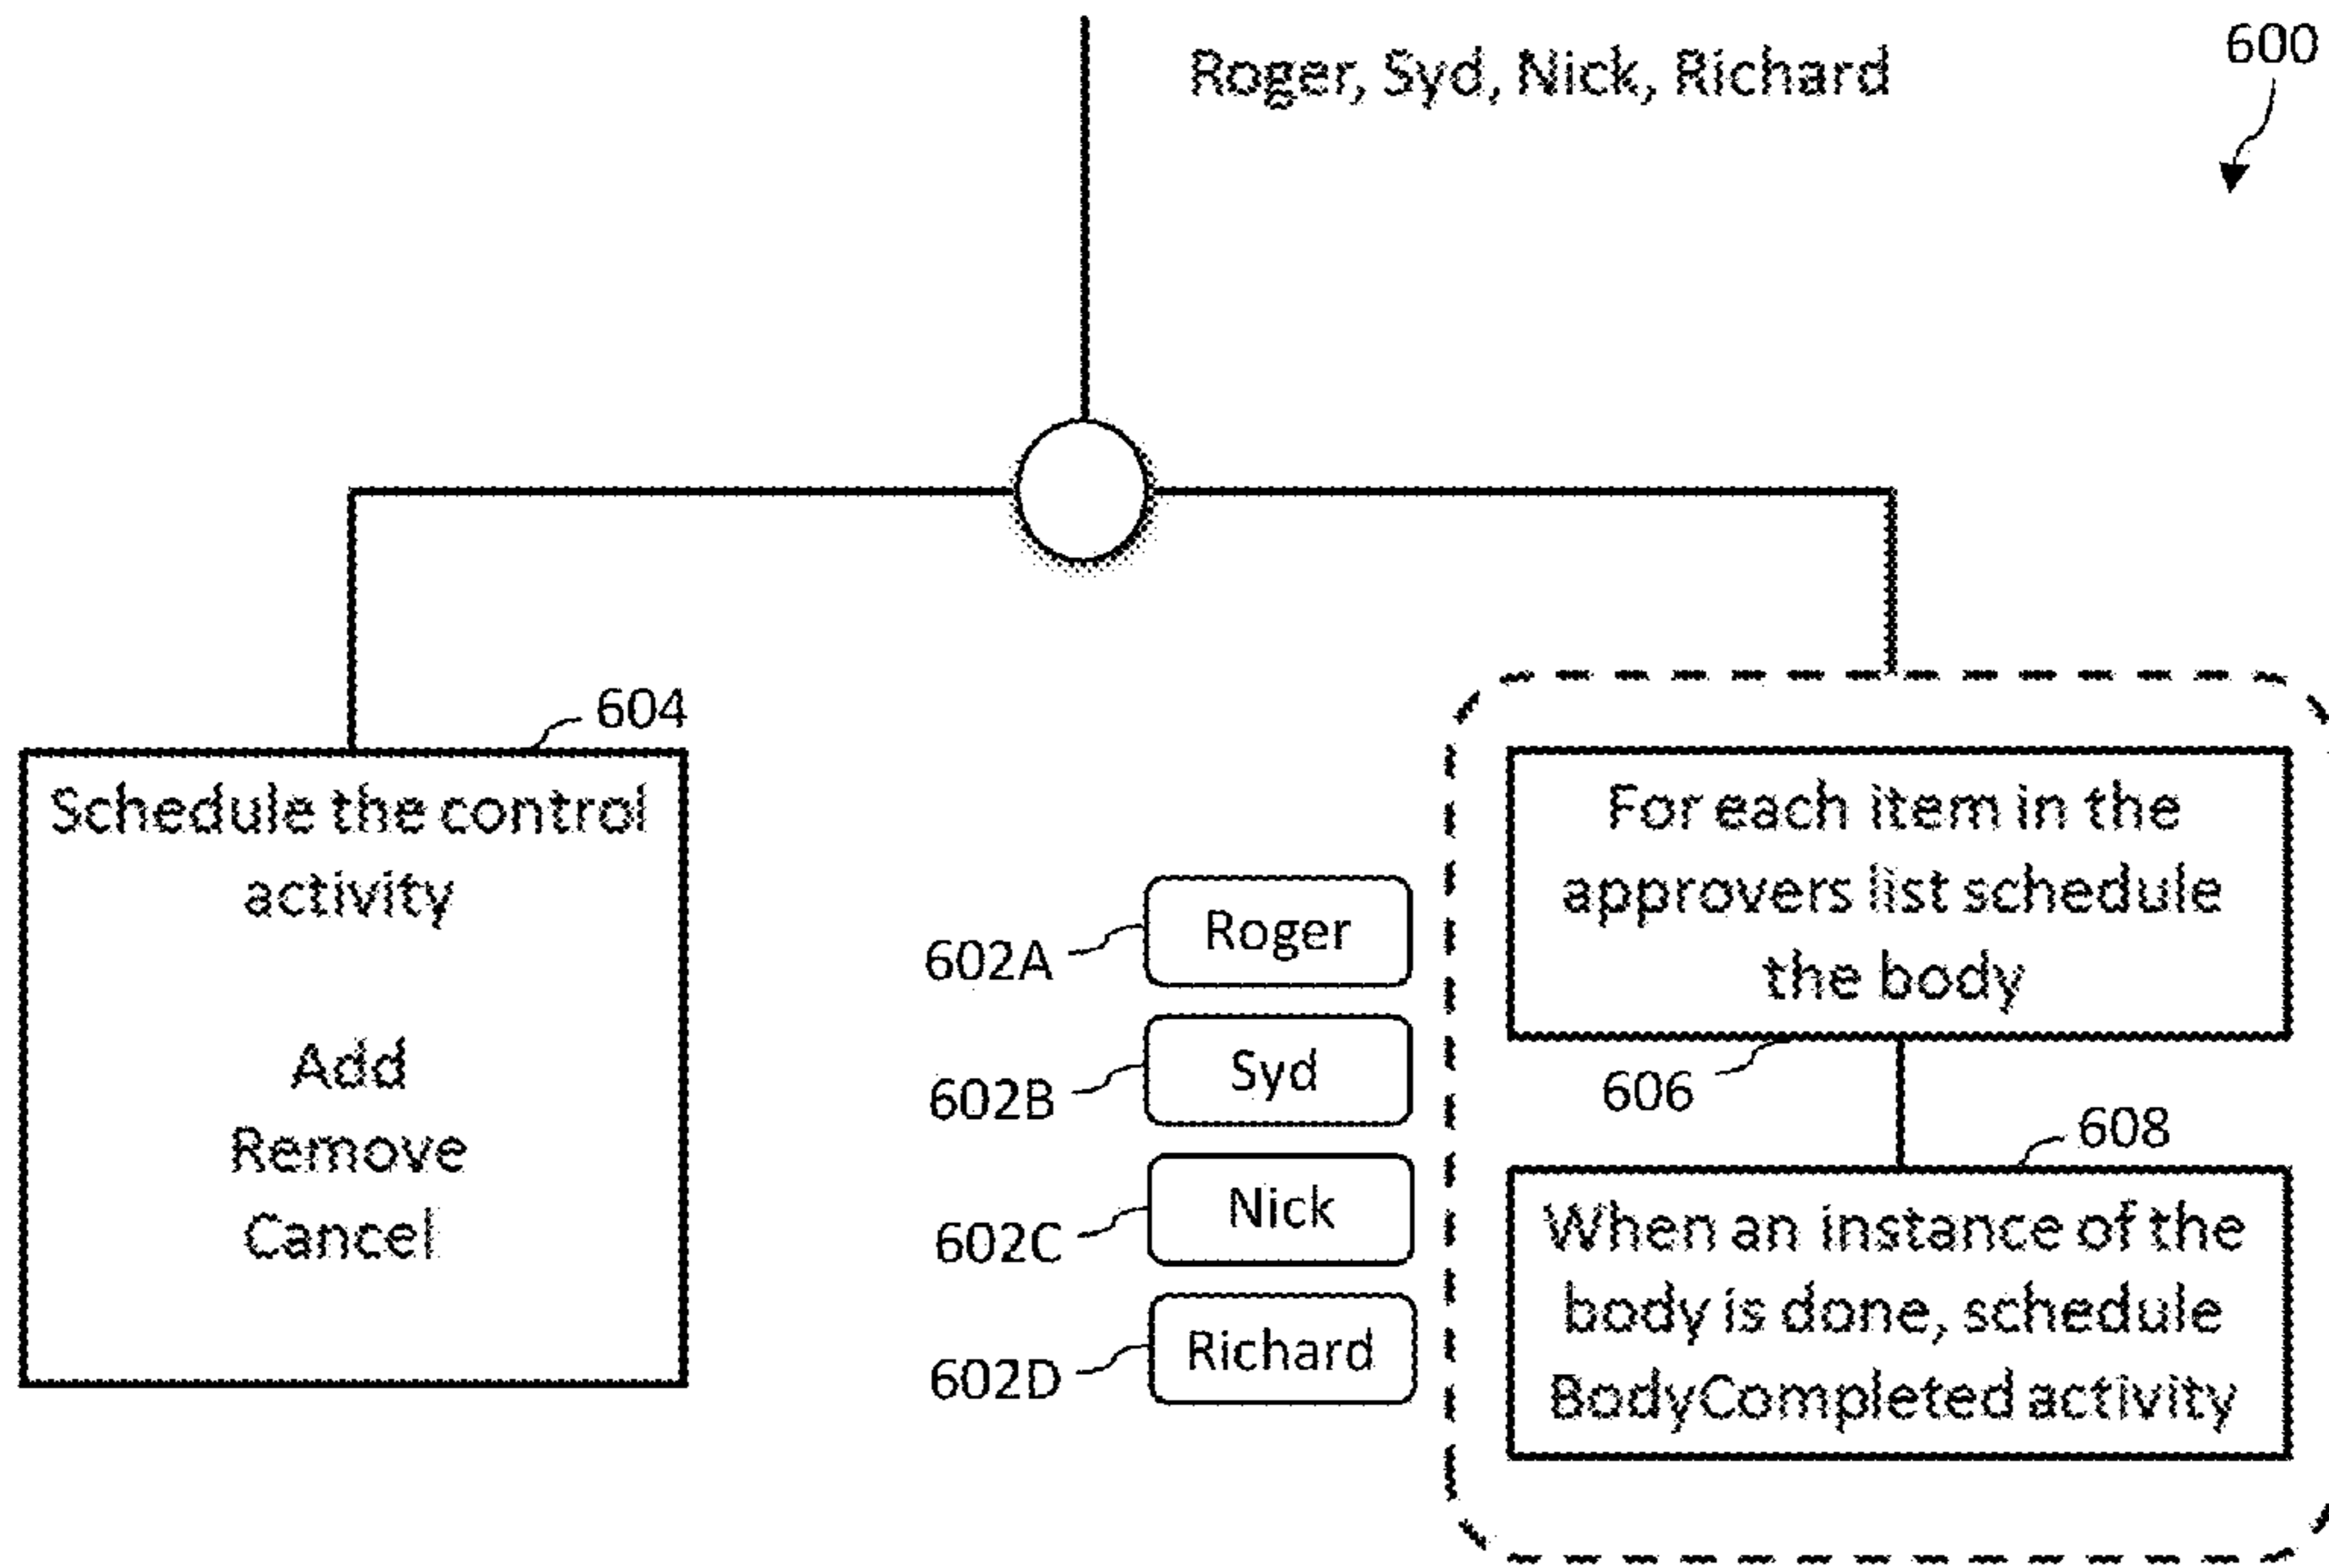 Roger, Syd, Nick, Richard
600
604
Schedule the control
activity
Add
Remove
Cancel
602A
Roger
602B
Syd
602C
Nick
602D
Richard
For each item in the
approvers list schedule
the body
606
608
When an instance of the
body is done, schedule
BodyCompleted activity